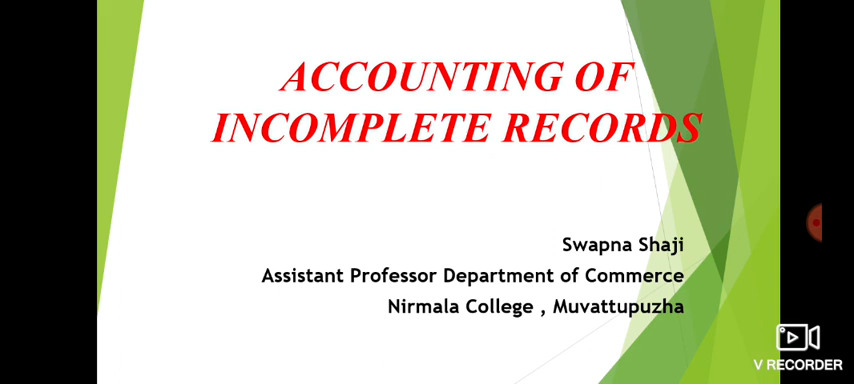 ACCOUNTING OF
INCOMPLETE RECORDS
Swapna Shaji
Assistant Professor Department of Commerce
Nirmala College , Muvattupuzha
V RECORDER